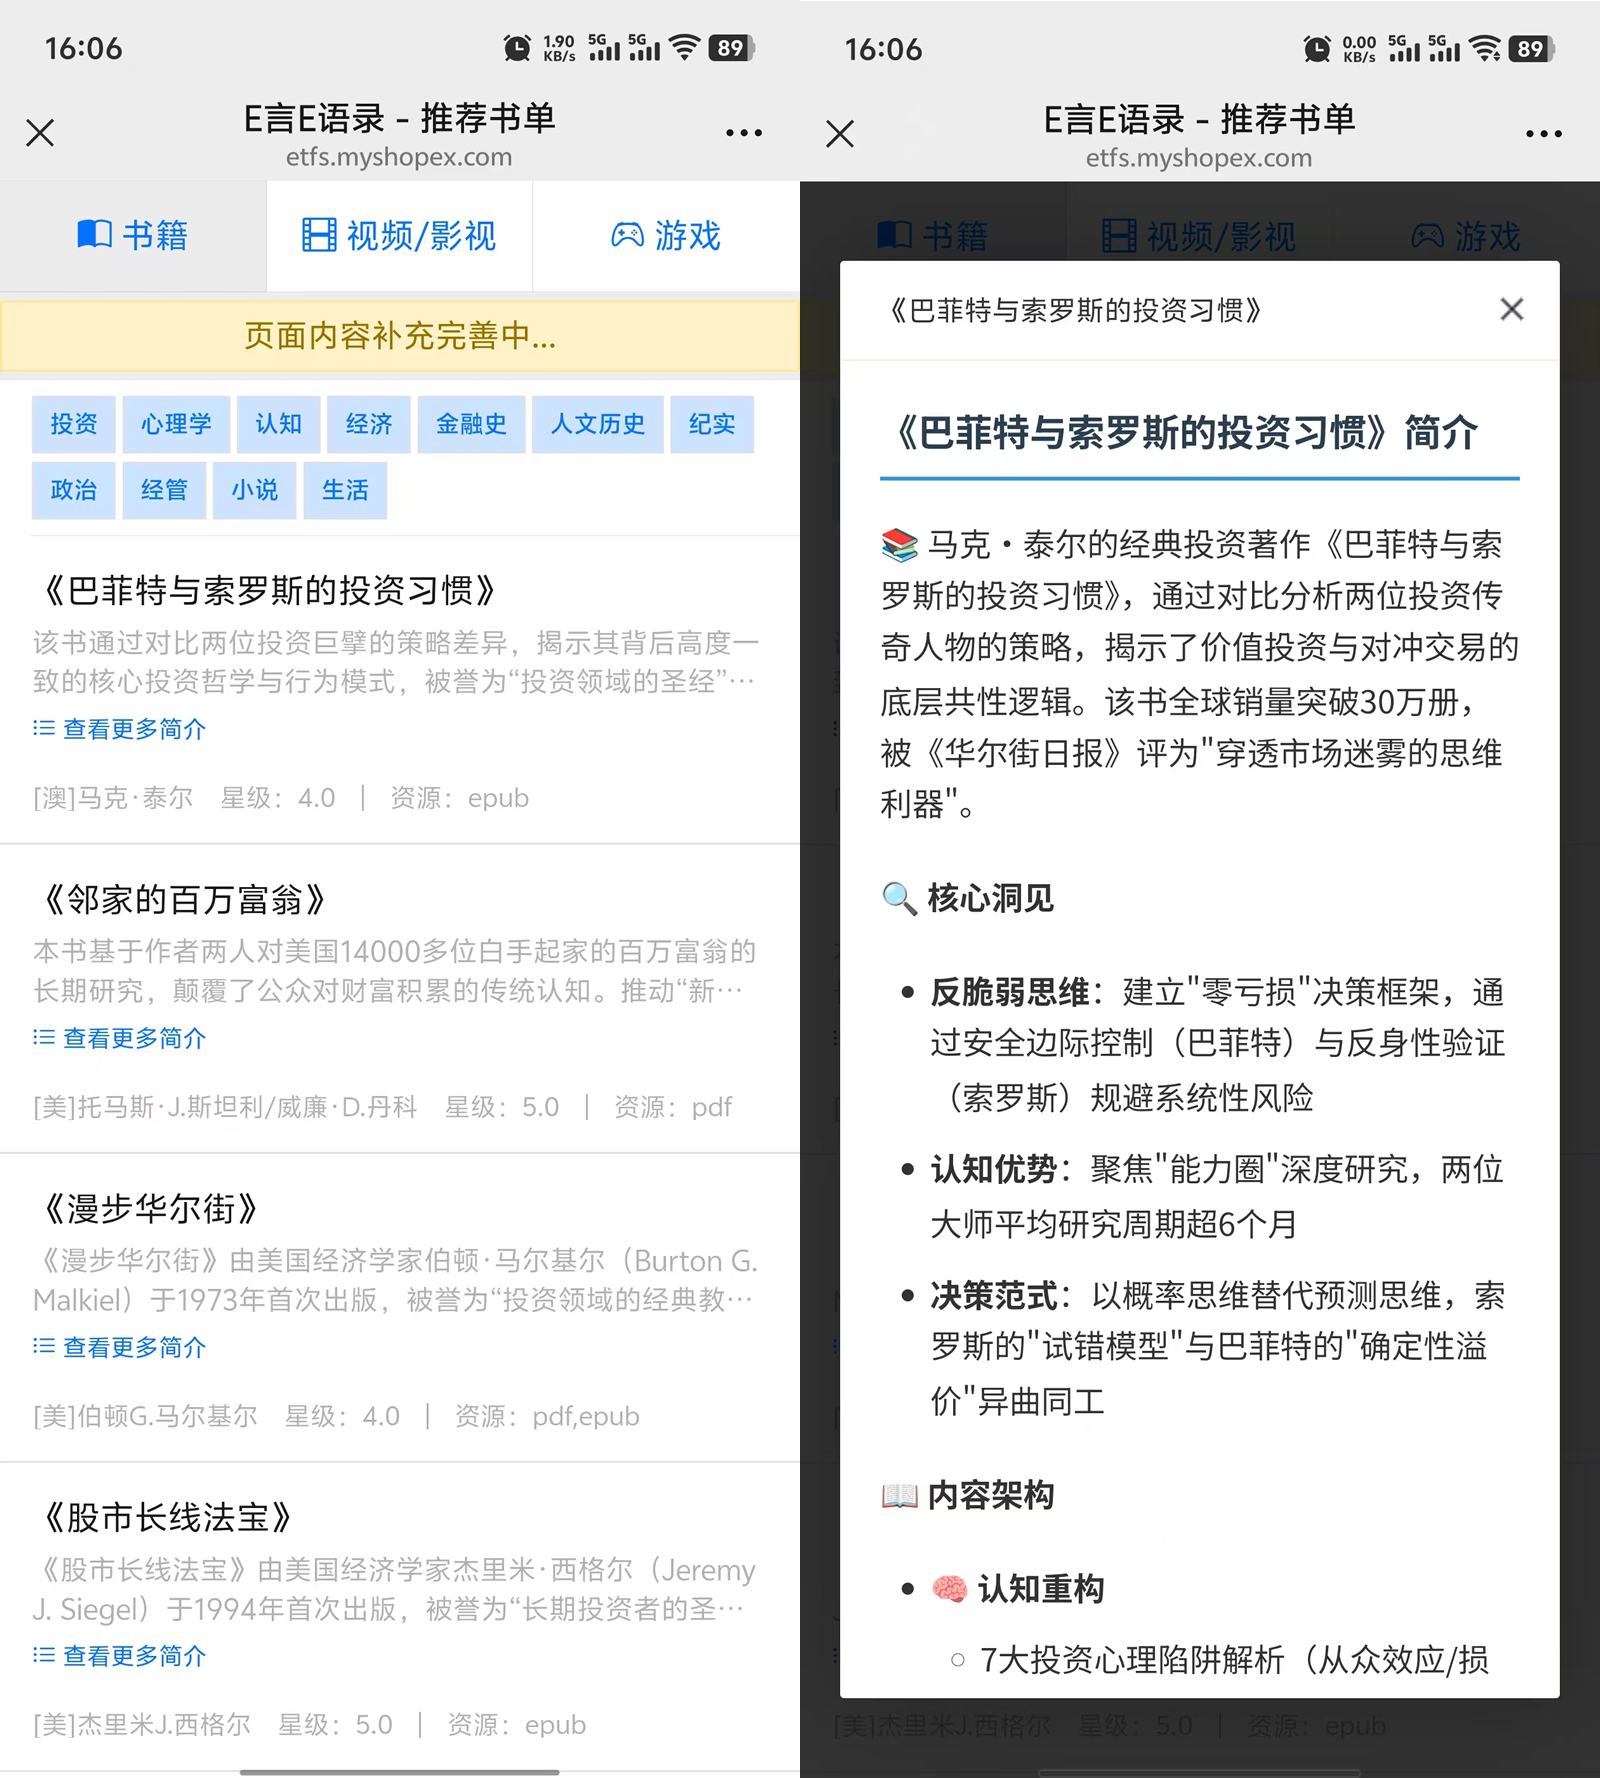 16:06
1.90 KB/s 5G 5G 89
E言E语录 - 推荐书单
etfs.myshopex.com
书籍 视频/影视 游戏
页面内容补充完善中...
投资 心理学 认知 经济 金融史 人文历史 纪实
政治 经管 小说 生活
《巴菲特与索罗斯的投资习惯》
该书通过对比两位投资巨擘的策略差异，揭示其背后高度一
致的核心投资哲学与行为模式，被誉为“投资领域的圣经”…
查看更多简介
[澳]马克·泰尔 星级：4.0 | 资源：epub
《邻家的百万富翁》
本书基于作者两人对美国14000多位白手起家的百万富翁的
长期研究，颠覆了公众对财富积累的传统认知。推动“新…
查看更多简介
[美]托马斯·J.斯坦利/威廉·D.丹科 星级：5.0 | 资源：pdf
《漫步华尔街》
《漫步华尔街》由美国经济学家伯顿·马尔基尔（Burton G.
Malkiel）于1973年首次出版，被誉为“投资领域的经典教…
查看更多简介
[美]伯顿G.马尔基尔 星级：4.0 | 资源：pdf,epub
《股市长线法宝》
《股市长线法宝》由美国经济学家杰里米·西格尔（Jeremy
J. Siegel）于1994年首次出版，被誉为“长期投资者的圣…
查看更多简介
[美]杰里米J.西格尔 星级：5.0 | 资源：epub
16:06
0.00 KB/s 5G 5G 89
E言E语录 - 推荐书单
etfs.myshopex.com
书籍 视频/影视 游戏
《巴菲特与索罗斯的投资习惯》
《巴菲特与索罗斯的投资习惯》简介
📚 马克·泰尔的经典投资著作《巴菲特与索
罗斯的投资习惯》，通过对比分析两位投资传
奇人物的策略，揭示了价值投资与对冲交易的
底层共性逻辑。该书全球销量突破30万册，
被《华尔街日报》评为"穿透市场迷雾的思维
利器"。
🔍 核心洞见
• 反脆弱思维：建立"零亏损"决策框架，通
过安全边际控制（巴菲特）与反身性验证
（索罗斯）规避系统性风险
• 认知优势：聚焦"能力圈"深度研究，两位
大师平均研究周期超6个月
• 决策范式：以概率思维替代预测思维，索
罗斯的"试错模型"与巴菲特的"确定性溢
价"异曲同工
📖 内容架构
• 🧠 认知重构
○ 7大投资心理陷阱解析（从众效应/损
[美]杰里米J.西格尔 星级：5.0 | 资源：epub